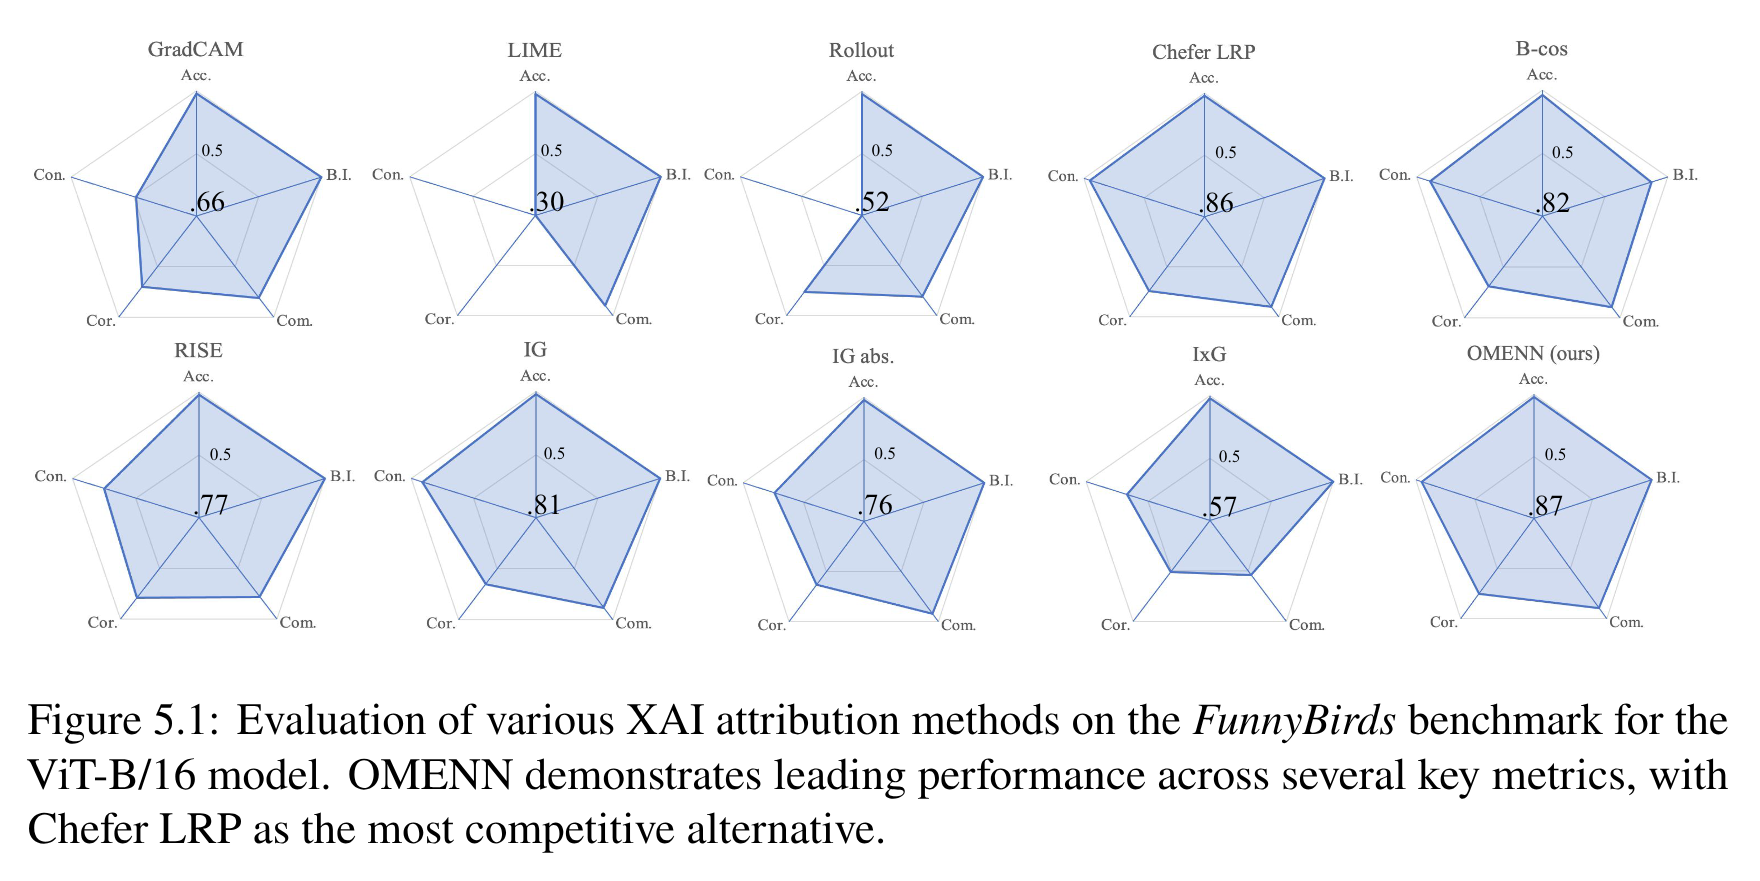 GradCAM
Acc.
0.5
Con.
B.I.
.66
Cor.
Com.
LIME
Acc.
0.5
Con.
B.I.
.30
Cor.
Com.
Rollout
Acc.
0.5
Con.
B.I.
.52
Cor.
Com.
Chefer LRP
Acc.
0.5
Con.
B.I.
.86
Cor.
Com.
B-cos
Acc.
0.5
Con.
B.I.
.82
Cor.
Com.
RISE
Acc.
0.5
Con.
B.I.
.77
Cor.
Com.
IG
Acc.
0.5
Con.
B.I.
.81
Cor.
Com.
IG abs.
Acc.
0.5
Con.
B.I.
.76
Cor.
Com.
IxG
Acc.
0.5
Con.
B.I.
.57
Cor.
Com.
OMENN (ours)
Acc.
0.5
Con.
B.I.
.87
Cor.
Com.
Figure 5.1: Evaluation of various XAI attribution methods on the FunnyBirds benchmark for the
ViT-B/16 model. OMENN demonstrates leading performance across several key metrics, with
Chefer LRP as the most competitive alternative.